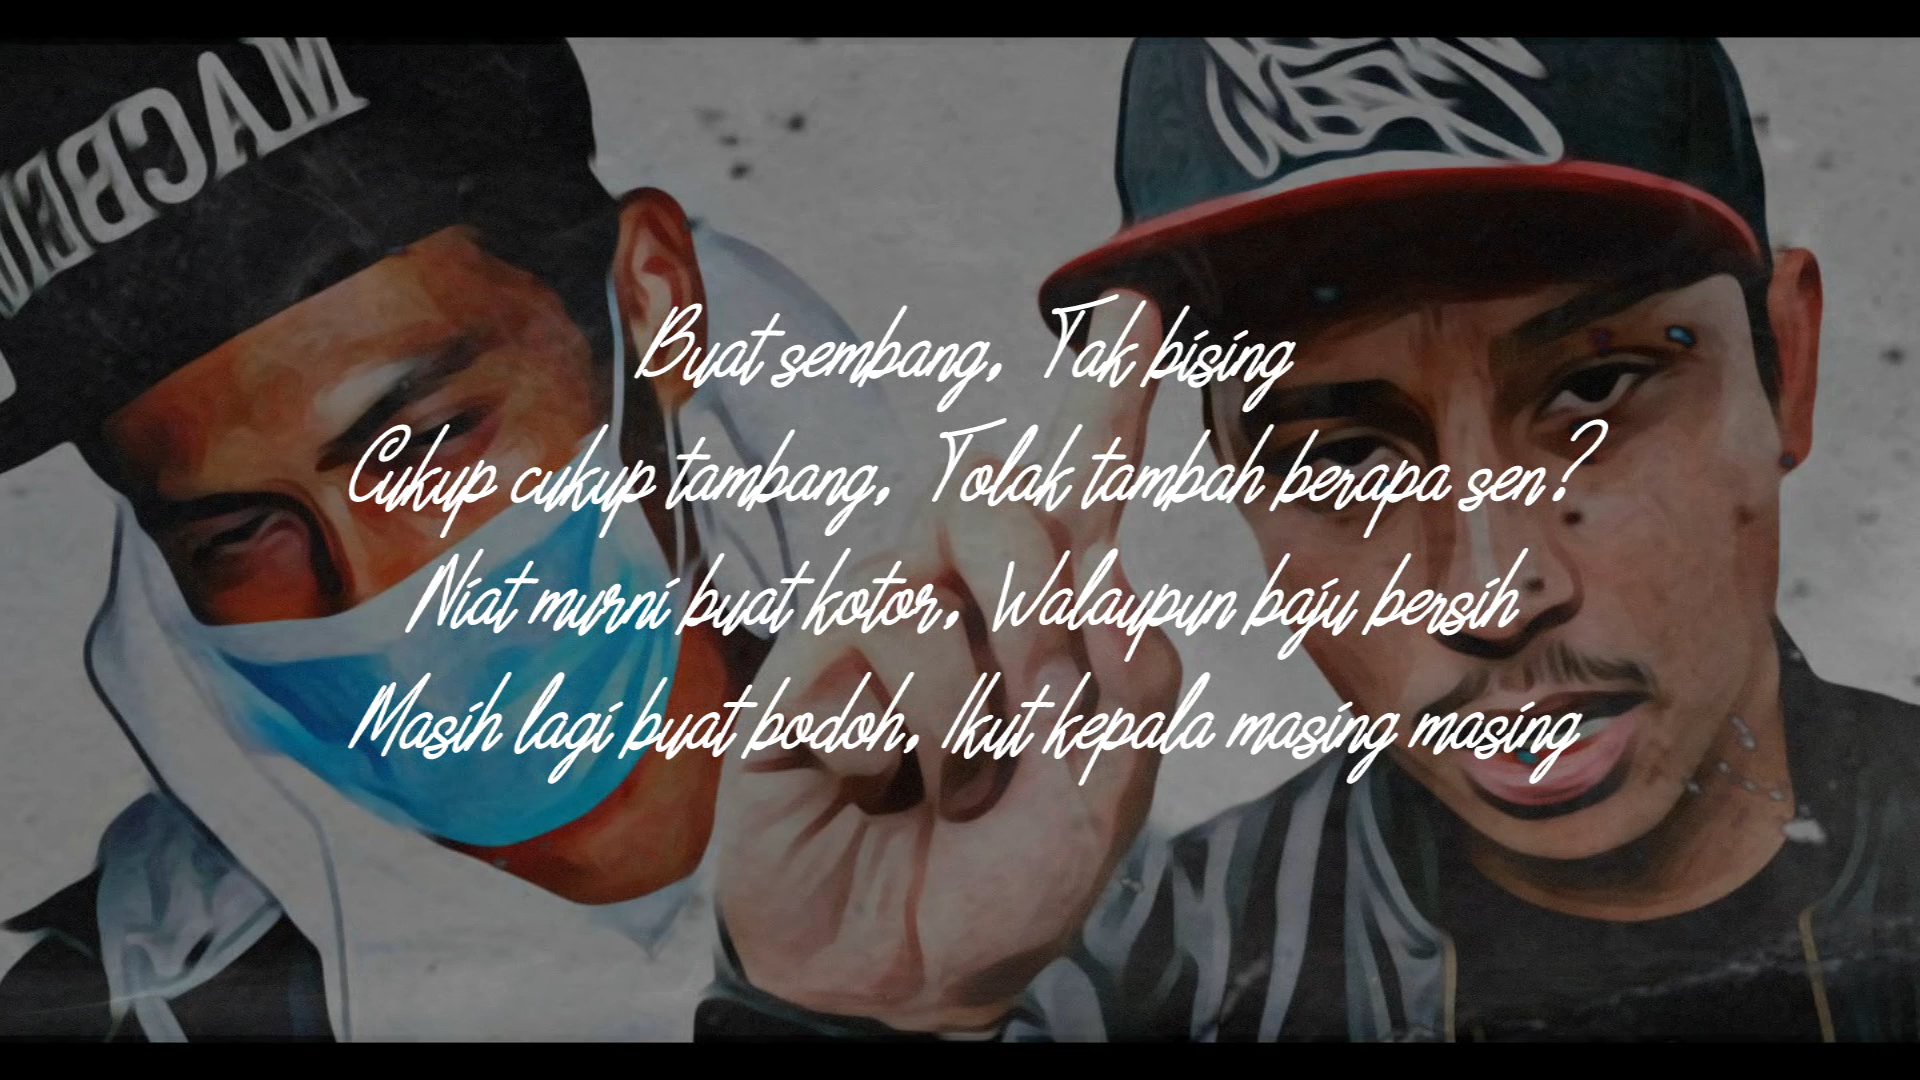 MACBETH
Buat sembang, Tak bising
Cukup cukup tambang, Tolak tambah berapa sen?
Niat murni buat kotor, Walaupun baju bersih
Masih lagi buat bodoh, Ikut kepala masing masing